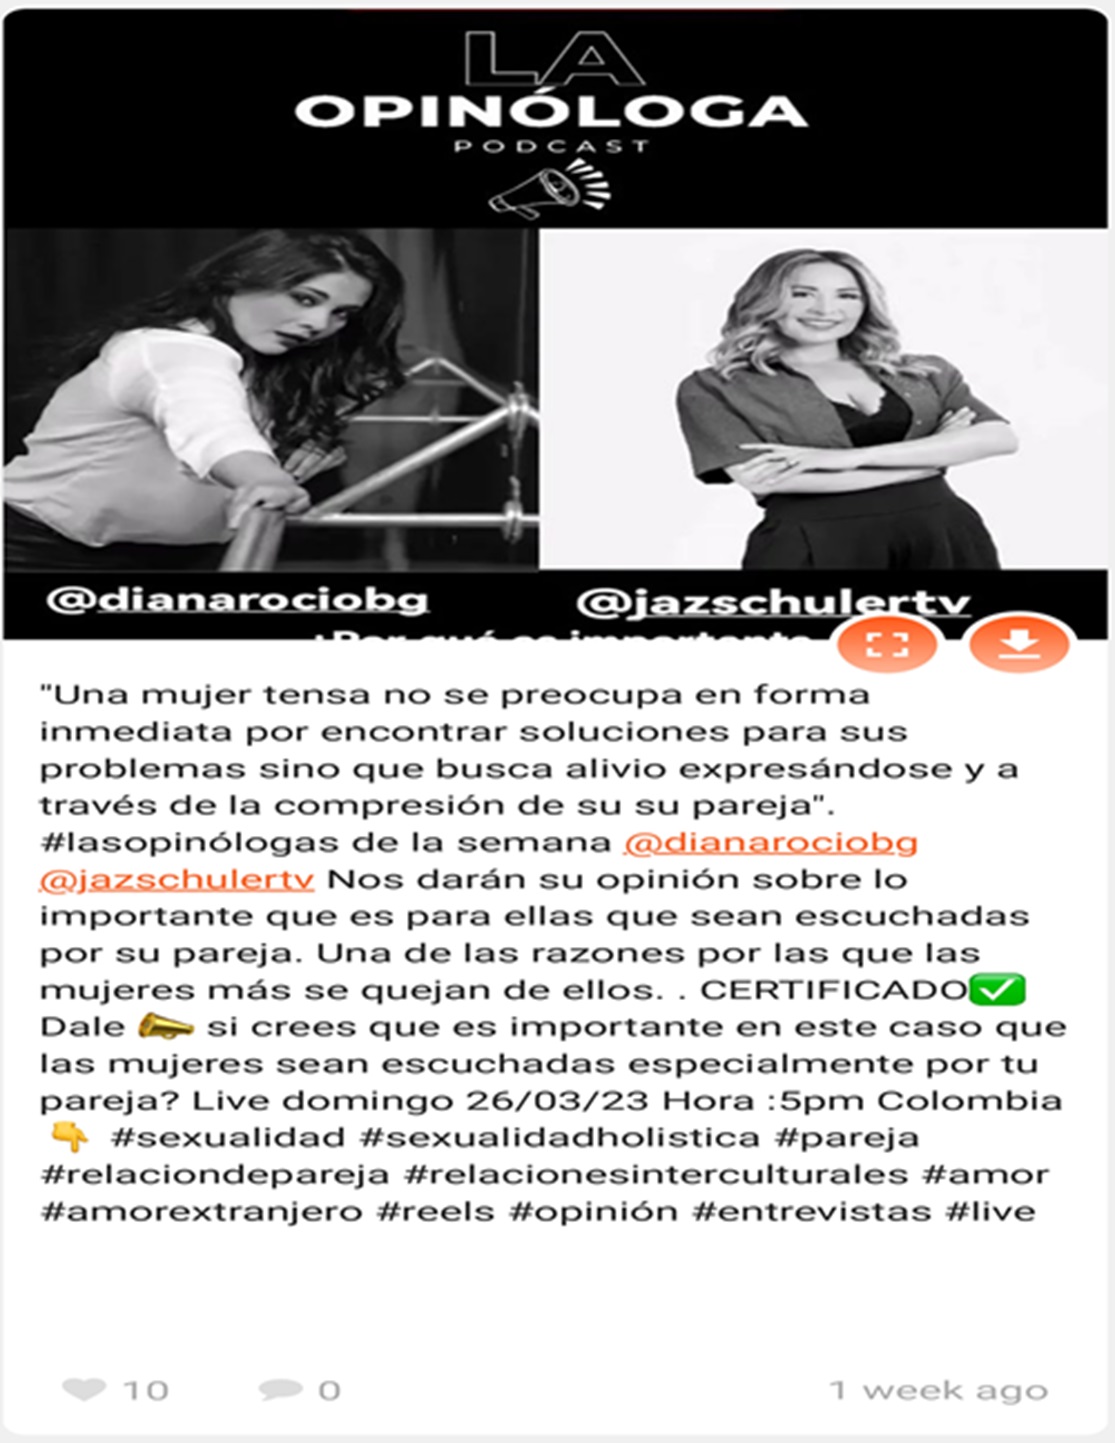 LA
OPINÓLOGA
PODCAST
@dianarociobg
@jazschulertv
¿Por qué es importante
"Una mujer tensa no se preocupa en forma
inmediata por encontrar soluciones para sus
problemas sino que busca alivio expresándose y a
través de la compresión de su su pareja".
#lasopinólogas de la semana @dianarociobg
@jazschulertv Nos darán su opinión sobre lo
importante que es para ellas que sean escuchadas
por su pareja. Una de las razones por las que las
mujeres más se quejan de ellos. . CERTIFICADO✅
Dale 📣 si crees que es importante en este caso que
las mujeres sean escuchadas especialmente por tu
pareja? Live domingo 26/03/23 Hora :5pm Colombia
👇 #sexualidad #sexualidadholistica #pareja
#relaciondepareja #relacionesinterculturales #amor
#amorextranjero #reels #opinión #entrevistas #live
10
0
1 week ago